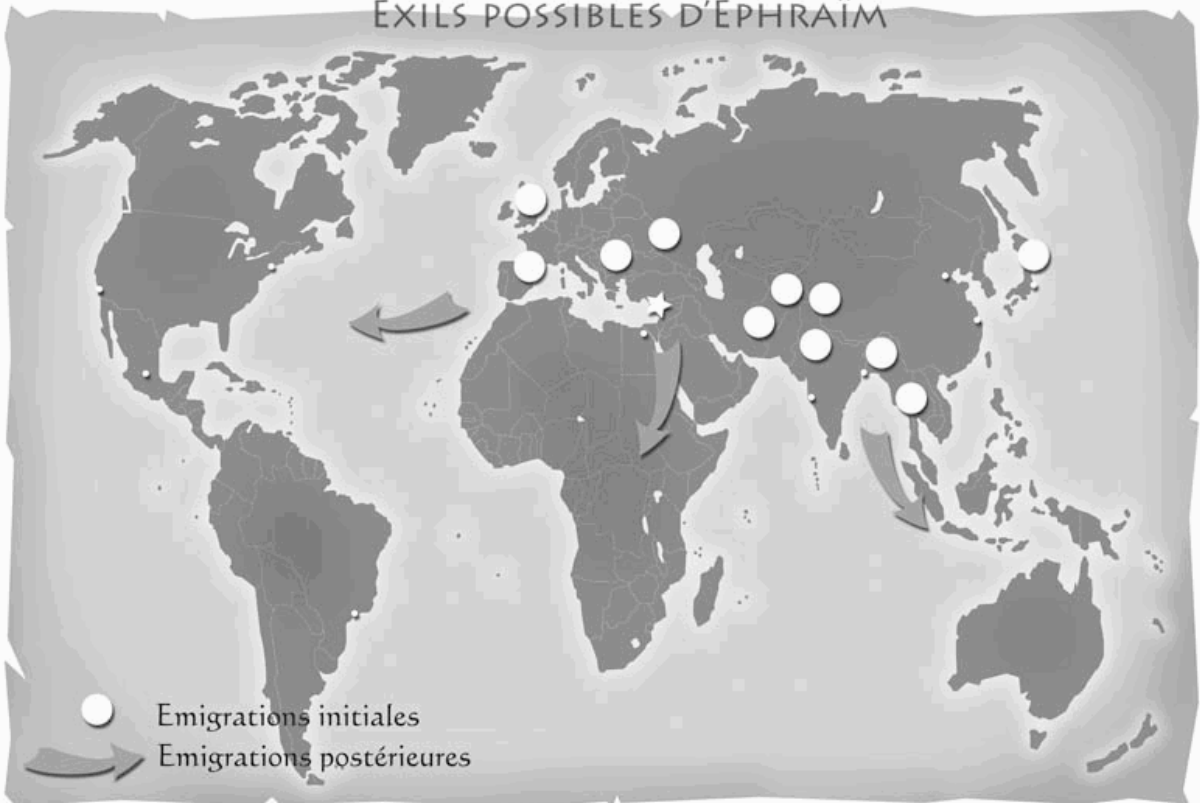 EXILS POSSIBLES D'EPHRAÏM
Emigrations initiales
Emigrations postérieures